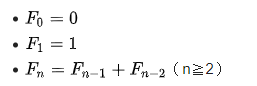 • F₀ = 0
• F₁ = 1
• Fₙ = Fₙ₋₁ + Fₙ₋₂（n≧2）